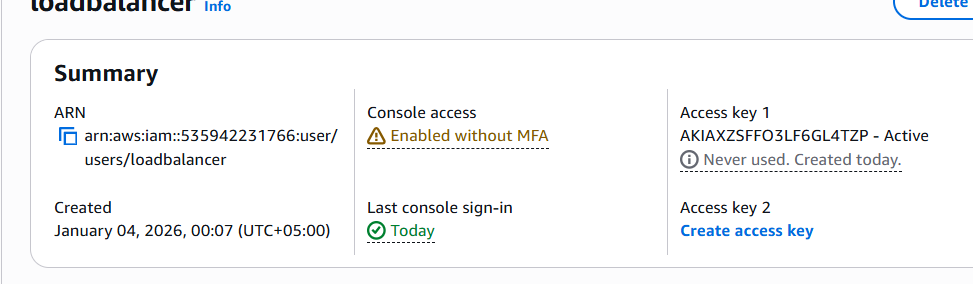 loadbalancer Info
Delete
Summary
ARN
arn:aws:iam::535942231766:user/
users/loadbalancer
Created
January 04, 2026, 00:07 (UTC+05:00)
Console access
Enabled without MFA
Last console sign-in
Today
Access key 1
AKIAXZSFFO3LF6GL4TZP - Active
Never used. Created today.
Access key 2
Create access key